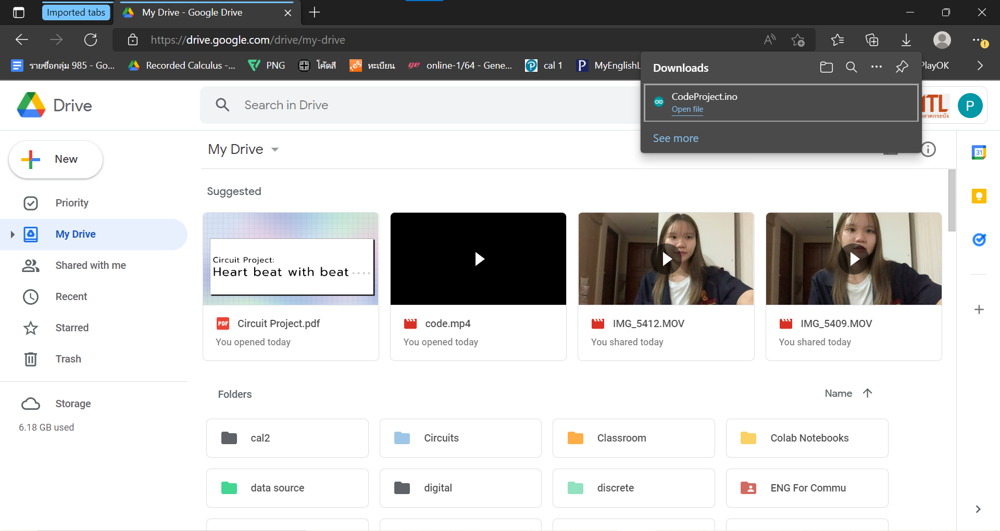 Imported tabs
My Drive - Google Drive
https://drive.google.com/drive/my-drive
รายชื่อกลุ่ม 985 - Go...
Recorded Calculus -...
PNG
โค้ดสี
ทะเบียน
ge
online-1/64 - Gene...
cal 1
MyEnglishL
PlayOK
Downloads
CodeProject.ino
Open file
See more
Drive
Search in Drive
P
New
My Drive
31
Priority
My Drive
Shared with me
Recent
Starred
Trash
Storage
6.18 GB used
Suggested
Circuit Project:
Heart beat with beat
PDF
Circuit Project.pdf
You opened today
code.mp4
You opened today
IMG_5412.MOV
You shared today
IMG_5409.MOV
You shared today
Folders
Name
cal2
Circuits
Classroom
Colab Notebooks
data source
digital
discrete
ENG For Commu